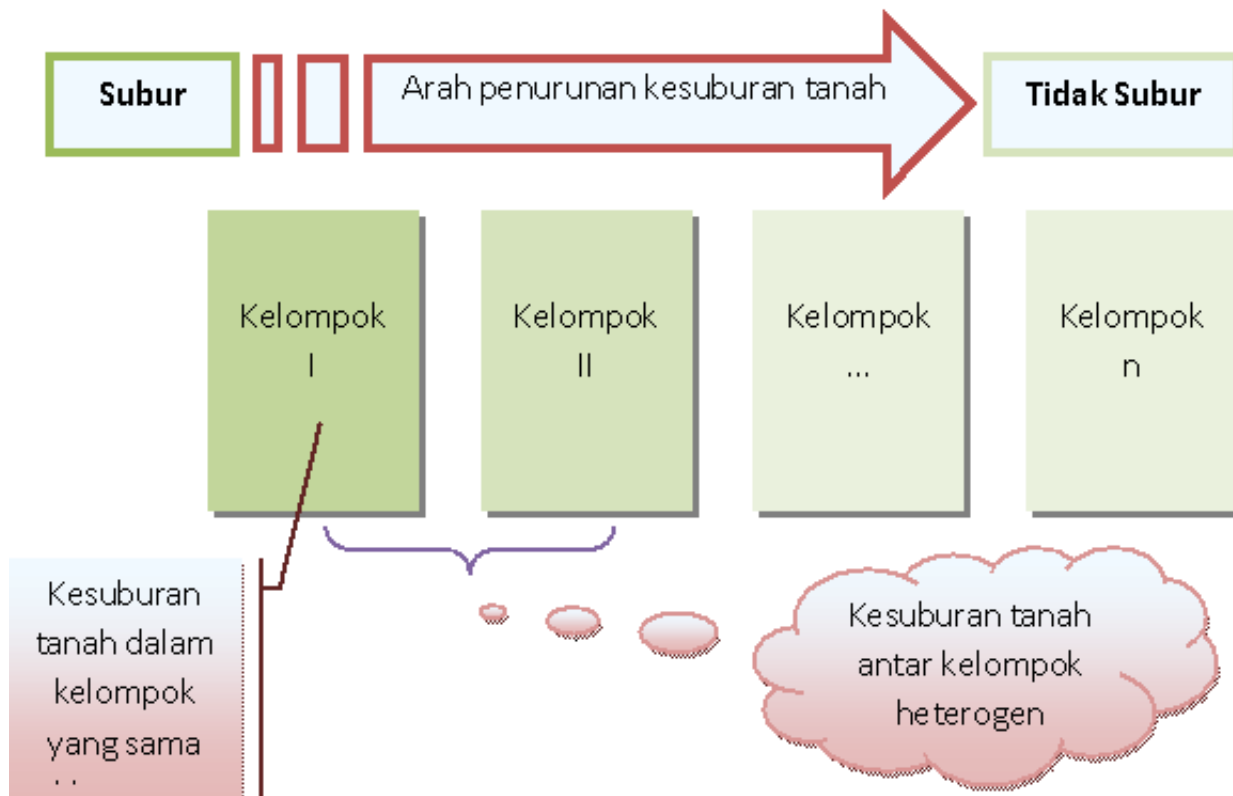 Subur
Arah penurunan kesuburan tanah
Tidak Subur
Kelompok
I
Kelompok
II
Kelompok
...
Kelompok
n
Kesuburan
tanah dalam
kelompok
yang sama
Kesuburan tanah
antar kelompok
heterogen